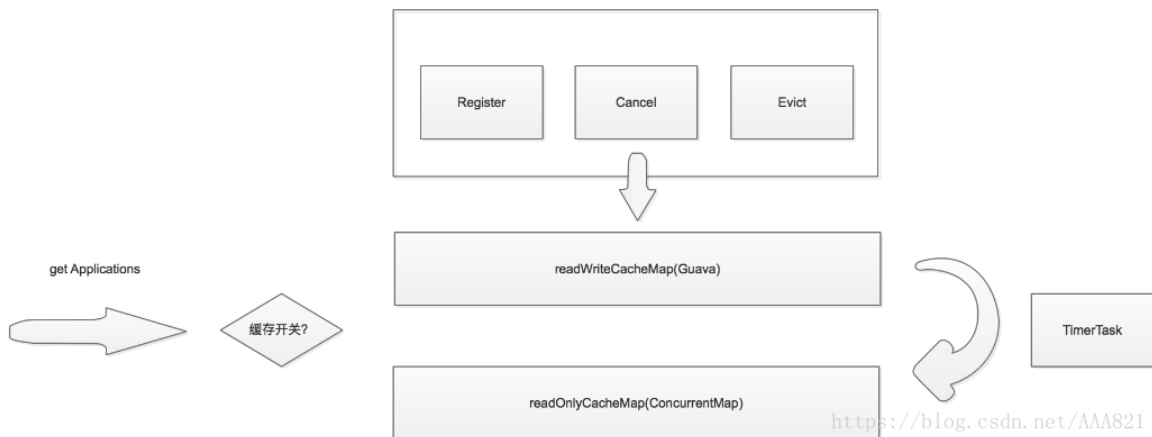 Register
Cancel
Evict
readWriteCacheMap(Guava)
get Applications
缓存开关?
TimerTask
readOnlyCacheMap(ConcurrentMap)
https://blog.csdn.net/AAA821